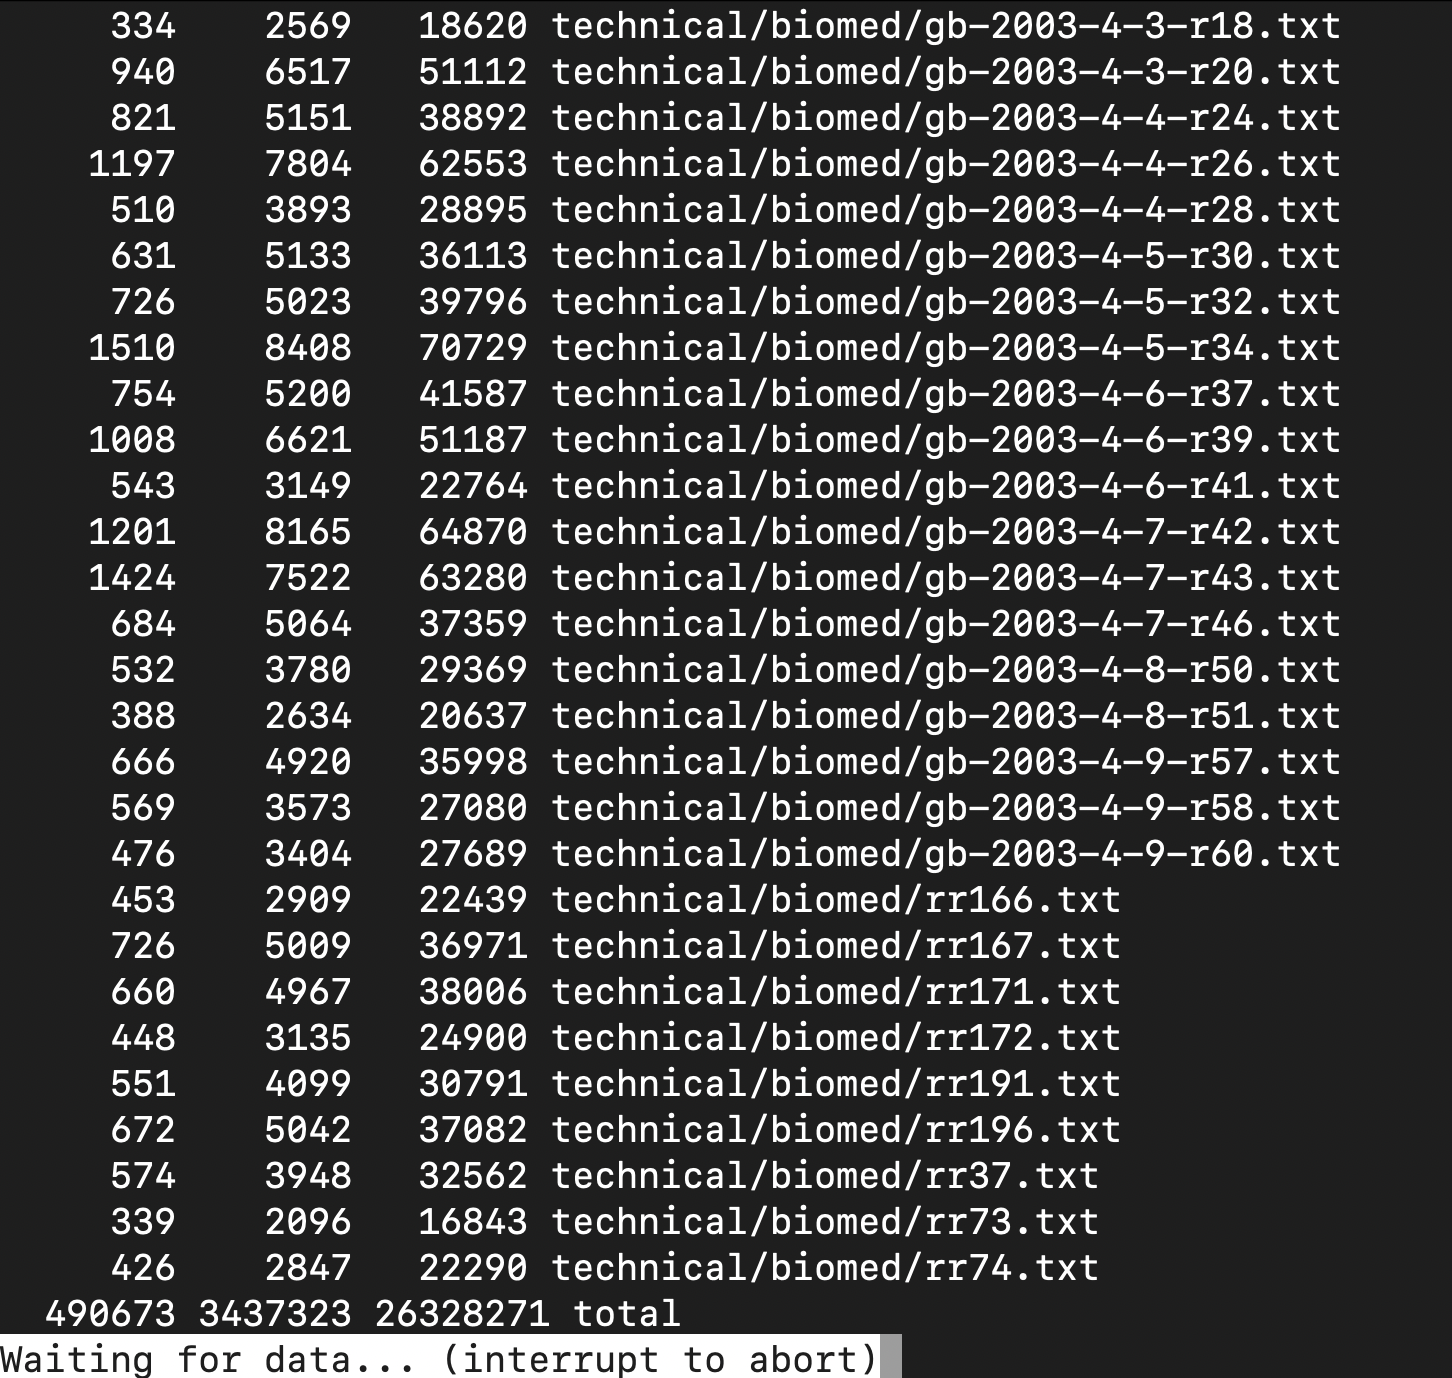 334 2569 18620 technical/biomed/gb-2003-4-3-r18.txt
940 6517 51112 technical/biomed/gb-2003-4-3-r20.txt
821 5151 38892 technical/biomed/gb-2003-4-4-r24.txt
1197 7804 62553 technical/biomed/gb-2003-4-4-r26.txt
510 3893 28895 technical/biomed/gb-2003-4-4-r28.txt
631 5133 36113 technical/biomed/gb-2003-4-5-r30.txt
726 5023 39796 technical/biomed/gb-2003-4-5-r32.txt
1510 8408 70729 technical/biomed/gb-2003-4-5-r34.txt
754 5200 41587 technical/biomed/gb-2003-4-6-r37.txt
1008 6621 51187 technical/biomed/gb-2003-4-6-r39.txt
543 3149 22764 technical/biomed/gb-2003-4-6-r41.txt
1201 8165 64870 technical/biomed/gb-2003-4-7-r42.txt
1424 7522 63280 technical/biomed/gb-2003-4-7-r43.txt
684 5064 37359 technical/biomed/gb-2003-4-7-r46.txt
532 3780 29369 technical/biomed/gb-2003-4-8-r50.txt
388 2634 20637 technical/biomed/gb-2003-4-8-r51.txt
666 4920 35998 technical/biomed/gb-2003-4-9-r57.txt
569 3573 27080 technical/biomed/gb-2003-4-9-r58.txt
476 3404 27689 technical/biomed/gb-2003-4-9-r60.txt
453 2909 22439 technical/biomed/rr166.txt
726 5009 36971 technical/biomed/rr167.txt
660 4967 38006 technical/biomed/rr171.txt
448 3135 24900 technical/biomed/rr172.txt
551 4099 30791 technical/biomed/rr191.txt
672 5042 37082 technical/biomed/rr196.txt
574 3948 32562 technical/biomed/rr37.txt
339 2096 16843 technical/biomed/rr73.txt
426 2847 22290 technical/biomed/rr74.txt
490673 3437323 26328271 total
Waiting for data... (interrupt to abort)